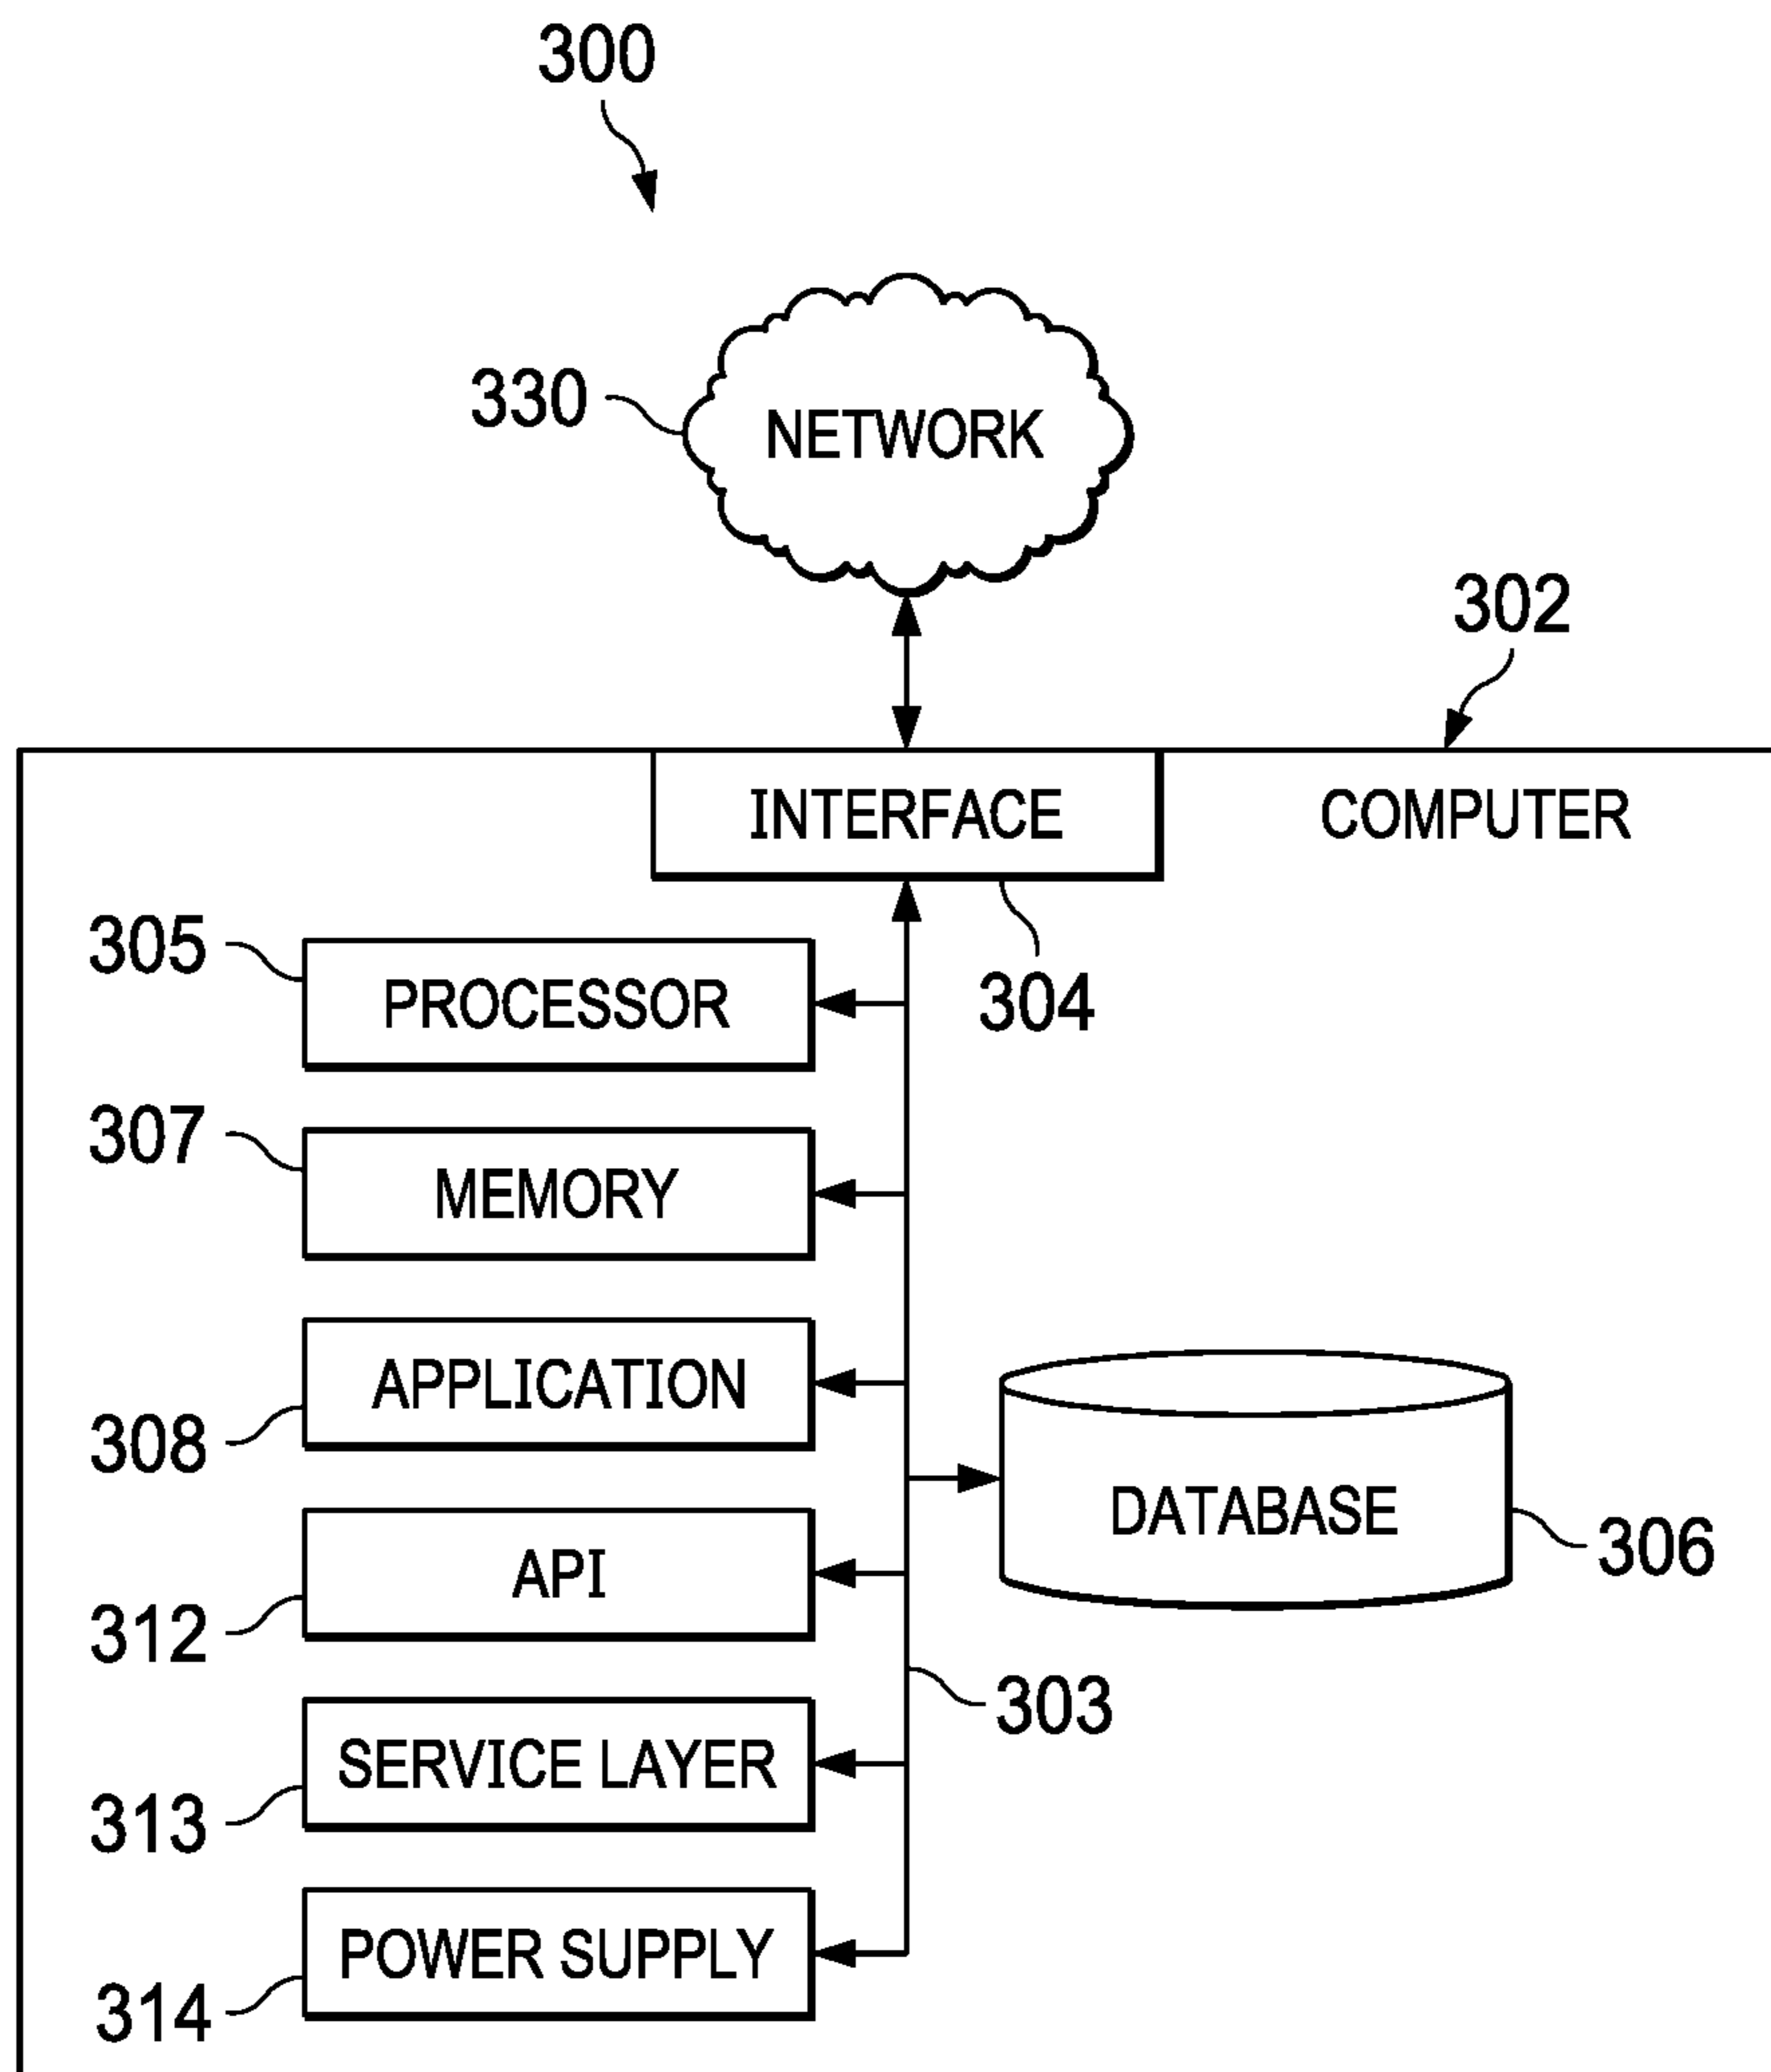 300
330
NETWORK
302
INTERFACE
COMPUTER
305
PROCESSOR
304
307
MEMORY
APPLICATION
308
DATABASE
306
API
312
303
SERVICE LAYER
313
POWER SUPPLY
314